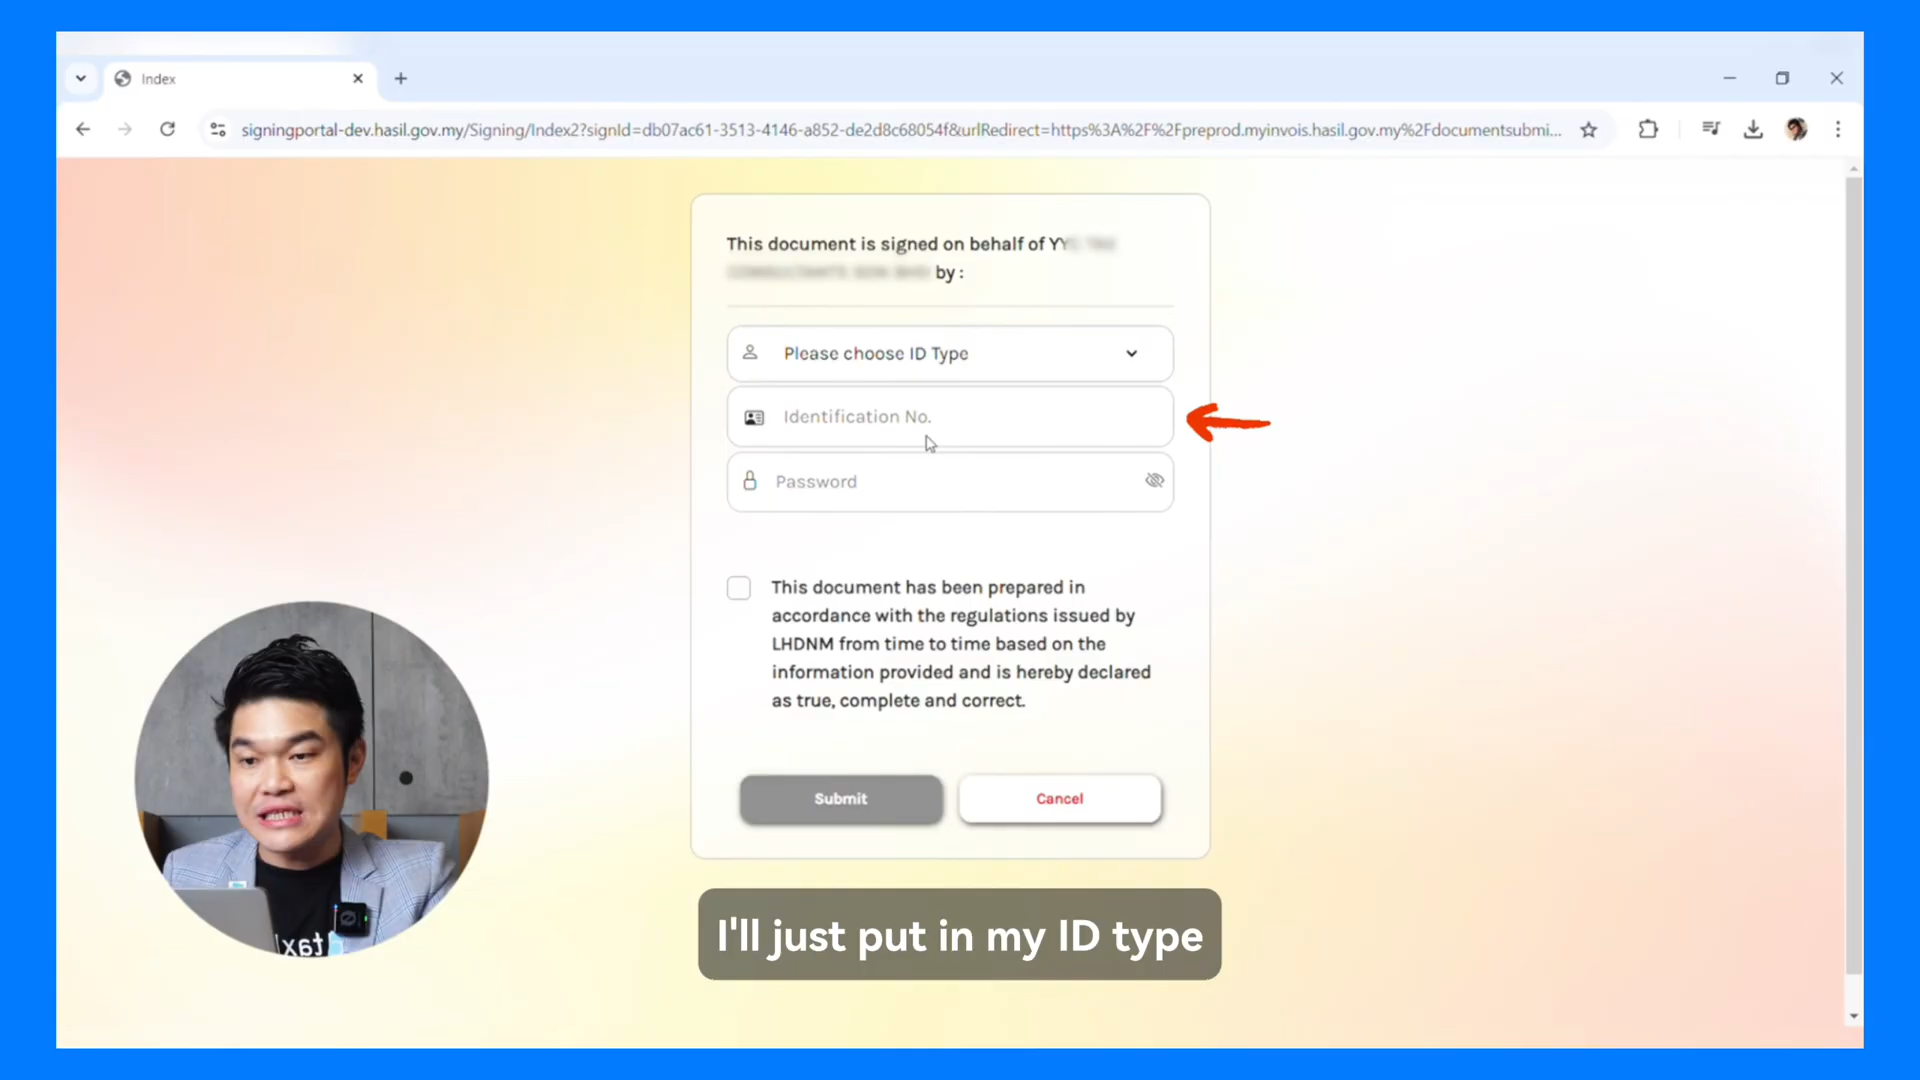 Index
signingportal-dev.hasil.gov.my/Signing/Index2?signId=db07ac61-3513-4146-a852-de2d8c68054f&urlRedirect=https%3A%2F%2Fpreprod.myinvois.hasil.gov.my%2Fdocumentsubmi...
This document is signed on behalf of YY
by :
Please choose ID Type
Identification No.
Password
This document has been prepared in
accordance with the regulations issued by
LHDNM from time to time based on the
information provided and is hereby declared
as true, complete and correct.
Submit
Cancel
I'll just put in my ID type